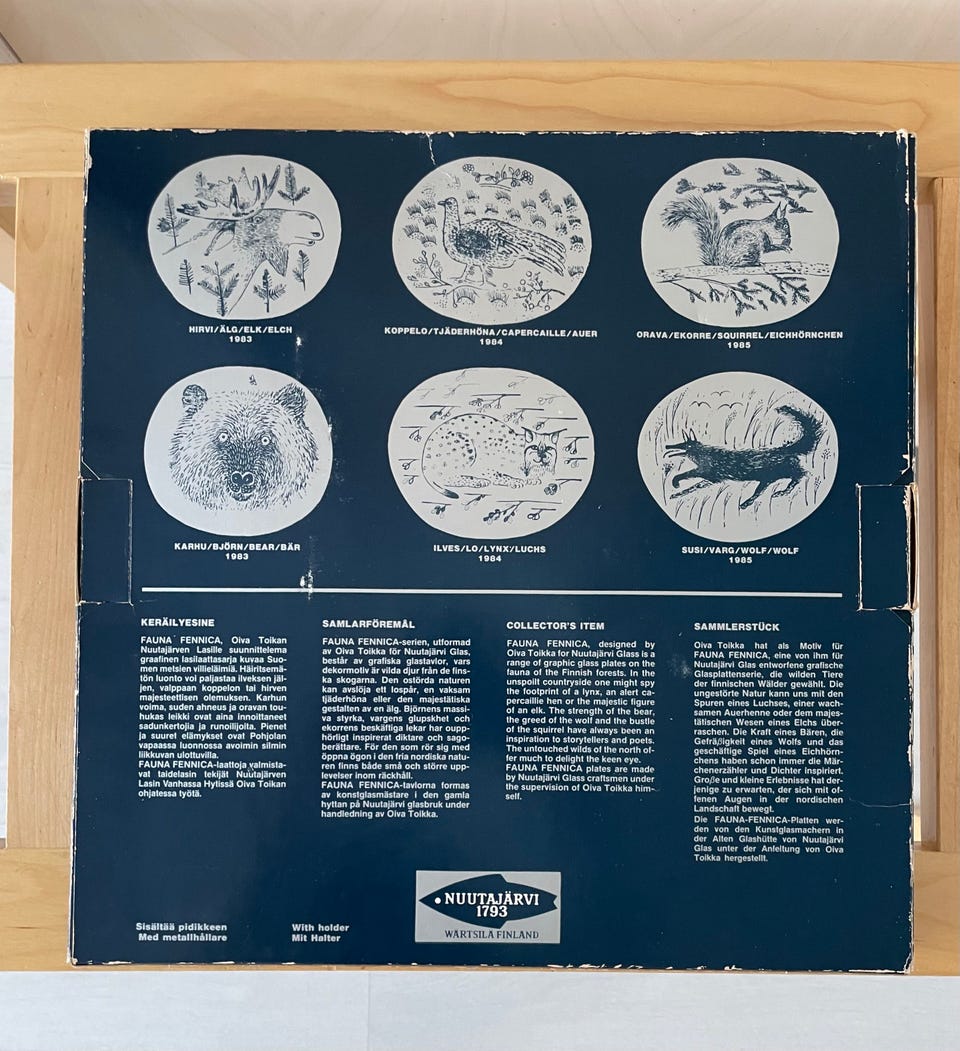 HIRVI/ÄLG/ELK/ELCH
1983
KOPPELO/TJÄDERHÖNA/CAPERCAILLE/AUER
1984
ORAVA/EKORRE/SQUIRREL/EICHHÖRNCHEN
1985
KARHU/BJÖRN/BEAR/BÄR
1983
ILVES/LO/LYNX/LUCHS
1984
SUSI/VARG/WOLF/WOLF
1985
KERÄILYESINE
FAUNA FENNICA, Oiva Toikan
Nuutajärven Lasille suunnittelema
graafinen lasilaattasarja kuvaa Suo-
men metsien villieläimiä. Häiritsemä-
tön luonto voi paljastaa ilveksen jäl-
jen, valppaan koppelon tai hirven
majesteettisen olemuksen. Karhun
voima, suden ahneus ja oravan tou-
hukas leikki ovat aina innoittaneet
sadunkertojia ja runoilijoita. Pienet
ja suuret elämykset ovat Pohjolan
vapaassa luonnossa avoimin silmin
liikkuvan ulottuvilla.
FAUNA FENNICA-laattoja valmista-
vat taidelasin tekijät Nuutajärven
Lasin Vanhassa Hytissä Oiva Toikan
ohjatessa työtä.
SAMLARFÖREMÅL
FAUNA FENNICA-serien, utformad
av Oiva Toikka för Nuutajärvi Glas,
består av grafiska glastavlor, vars
dekormotiv är vilda djur från de fins-
ka skogarna. Den ostörda naturen
kan avslöja ett lospår, en vaksam
tjäderhöna eller den majestätiska
gestalten av en älg. Björnens massi-
va styrka, vargens glupskhet och
ekorrens beskäftiga lekar har oupp-
hörligt inspirerat diktare och sago-
berättare. För den som rör sig med
öppna ögon i den fria nordiska natu-
ren finns både små och större upp-
levelser inom räckhåll.
FAUNA FENNICA-tavlorna formas
av konstglasmästare i den gamla
hyttan på Nuutajärvi glasbruk under
handledning av Oiva Toikka.
COLLECTOR'S ITEM
FAUNA FENNICA, designed by
Oiva Toikka for Nuutajärvi Glass is a
range of graphic glass plates on the
fauna of the Finnish forests. In the
unspoilt countryside one might spy
the footprint of a lynx, an alert ca-
percaillie hen or the majestic figure
of an elk. The strength of the bear,
the greed of the wolf and the bustle
of the squirrel have always been an
inspiration to storytellers and poets.
The untouched wilds of the north of-
fer much to delight the keen eye.
FAUNA FENNICA plates are made
by Nuutajärvi Glass craftsmen under
the supervision of Oiva Toikka him-
self.
SAMMLERSTÜCK
Oiva Toikka hat als Motiv für
FAUNA FENNICA, eine von ihm für
Nuutajärvi Glas entworfene grafische
Glasplattenserie, die wilden Tiere
der finnischen Wälder gewählt. Die
ungestörte Natur kann uns mit den
Spuren eines Luchses, einer wach-
samen Auerhenne oder dem majes-
tätischen Wesen eines Elchs über-
raschen. Die Kraft eines Bären, die
Gefräßigkeit eines Wolfs und das
geschäftige Spiel eines Eichhörn-
chens haben schon immer die Mär-
chenerzähler und Dichter inspiriert.
Große und kleine Erlebnisse hat der-
jenige zu erwarten, der sich mit of-
fenen Augen in der nordischen
Landschaft bewegt.
Die FAUNA-FENNICA-Platten wer-
den von den Kunstglasmachern in
der Alten Glashütte von Nuutajärvi
Glas unter der Anleitung von Oiva
Toikka hergestellt.
Sisältää pidikkeen
Med metallhållare
With holder
Mit Halter
NUUTAJÄRVI
1793
WÄRTSILÄ FINLAND